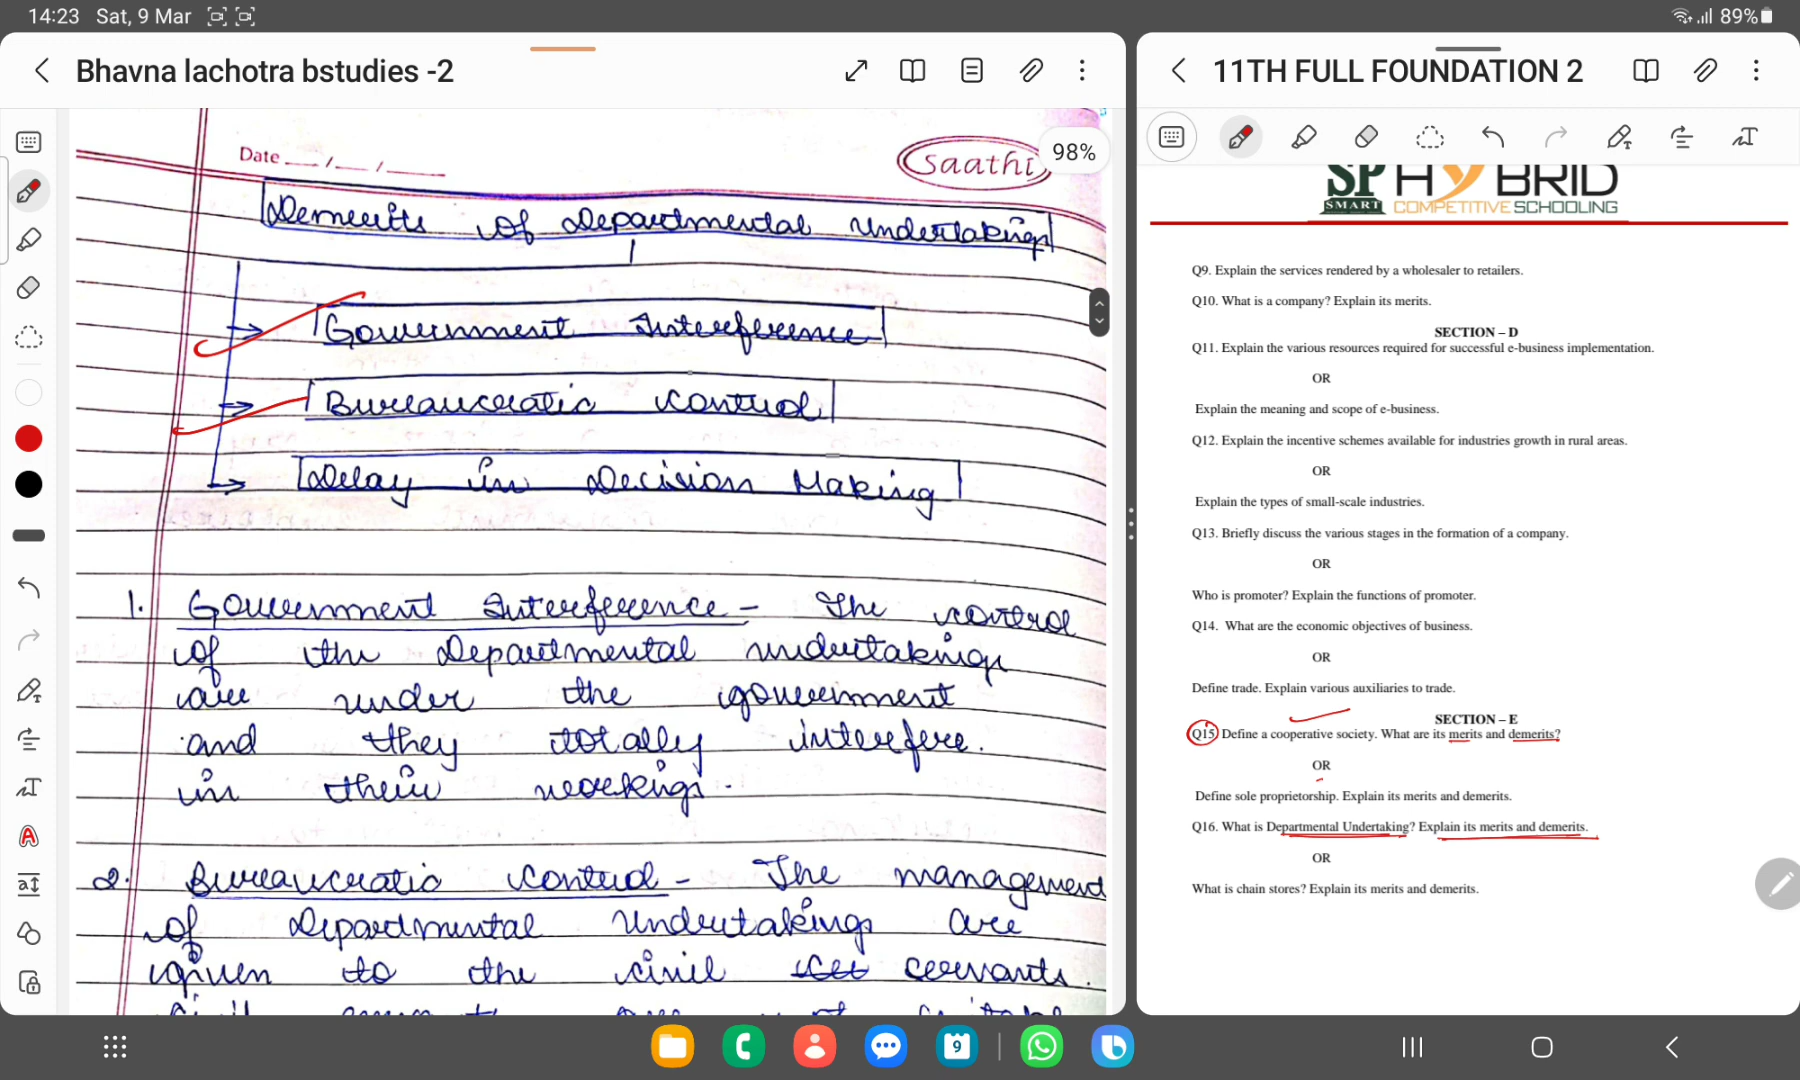 14:23 Sat, 9 Mar
89%
Bhavna lachotra bstudies -2
Date __/__/____
saathi
98%
Demerits of Departmental Undertakings
Government Interference
Bureaucratic Control
Delay in Decision Making
1. Government Interference - The control
of the Departmental undertakings
are under the government
and they totally interfere.
in their workings.
2. Bureaucratic Control - The management
of Departmental Undertakings are
given to the civil servants.
11TH FULL FOUNDATION 2
SP HYBRID
SMART COMPETITIVE SCHOOLING
Q9. Explain the services rendered by a wholesaler to retailers.
Q10. What is a company? Explain its merits.
SECTION – D
Q11. Explain the various resources required for successful e-business implementation.
OR
Explain the meaning and scope of e-business.
Q12. Explain the incentive schemes available for industries growth in rural areas.
OR
Explain the types of small-scale industries.
Q13. Briefly discuss the various stages in the formation of a company.
OR
Who is promoter? Explain the functions of promoter.
Q14. What are the economic objectives of business.
OR
Define trade. Explain various auxiliaries to trade.
SECTION – E
Q15 Define a cooperative society. What are its merits and demerits?
OR
Define sole proprietorship. Explain its merits and demerits.
Q16. What is Departmental Undertaking? Explain its merits and demerits.
OR
What is chain stores? Explain its merits and demerits.
9